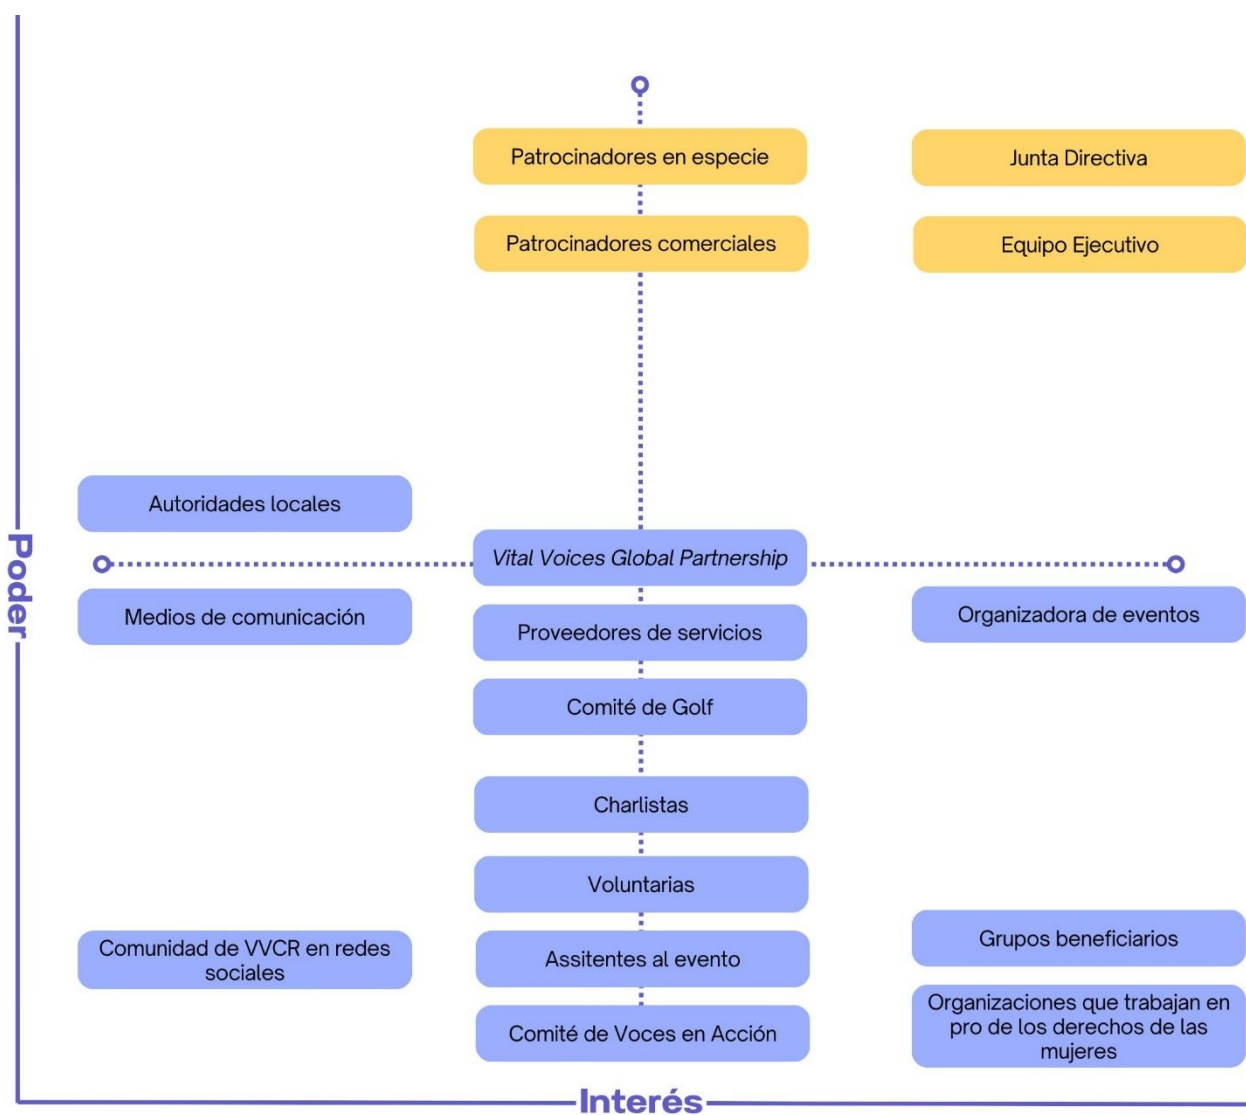 Patrocinadores en especie
Junta Directiva
Patrocinadores comerciales
Equipo Ejecutivo
Autoridades locales
Vital Voices Global Partnership
Poder
Medios de comunicación
Proveedores de servicios
Organizadora de eventos
Comité de Golf
Charlistas
Voluntarias
Comunidad de VVCR en redes
sociales
Assitentes al evento
Grupos beneficiarios
Comité de Voces en Acción
Organizaciones que trabajan en
pro de los derechos de las
mujeres
Interés